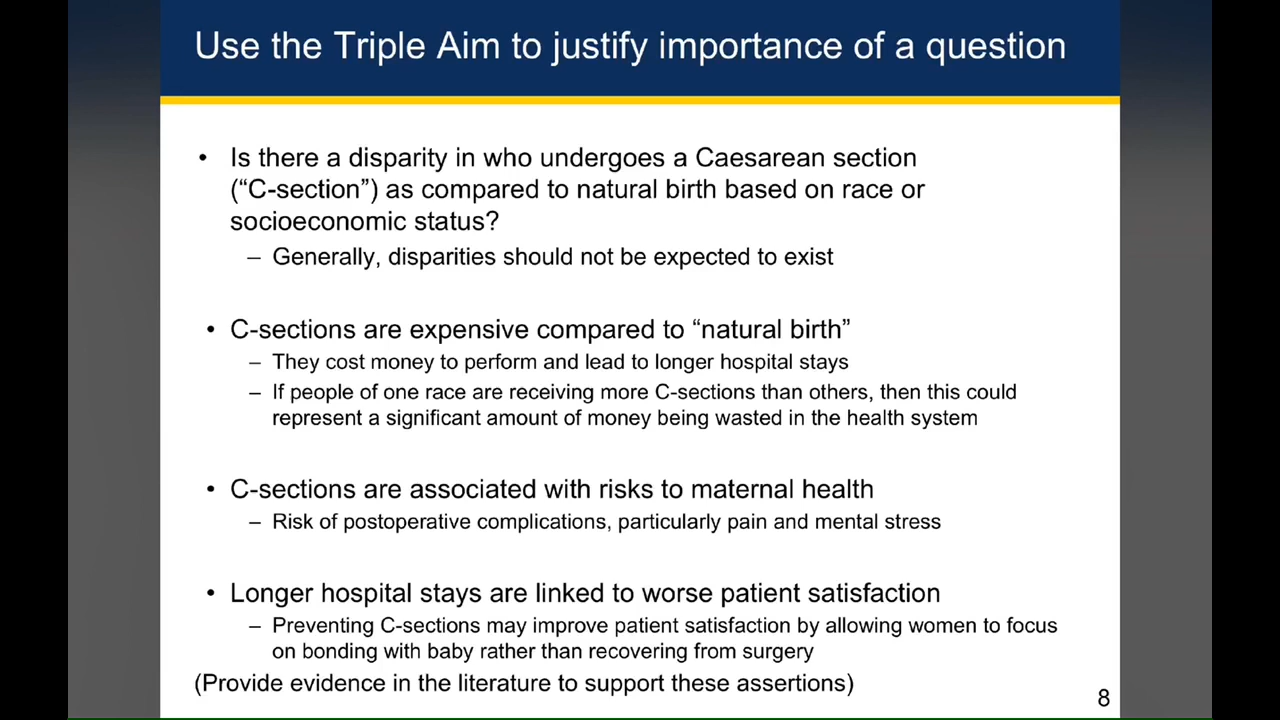 Use the Triple Aim to justify importance of a question
• Is there a disparity in who undergoes a Caesarean section
(“C-section”) as compared to natural birth based on race or
socioeconomic status?
– Generally, disparities should not be expected to exist
• C-sections are expensive compared to “natural birth”
– They cost money to perform and lead to longer hospital stays
– If people of one race are receiving more C-sections than others, then this could
represent a significant amount of money being wasted in the health system
• C-sections are associated with risks to maternal health
– Risk of postoperative complications, particularly pain and mental stress
• Longer hospital stays are linked to worse patient satisfaction
– Preventing C-sections may improve patient satisfaction by allowing women to focus
on bonding with baby rather than recovering from surgery
(Provide evidence in the literature to support these assertions)
8